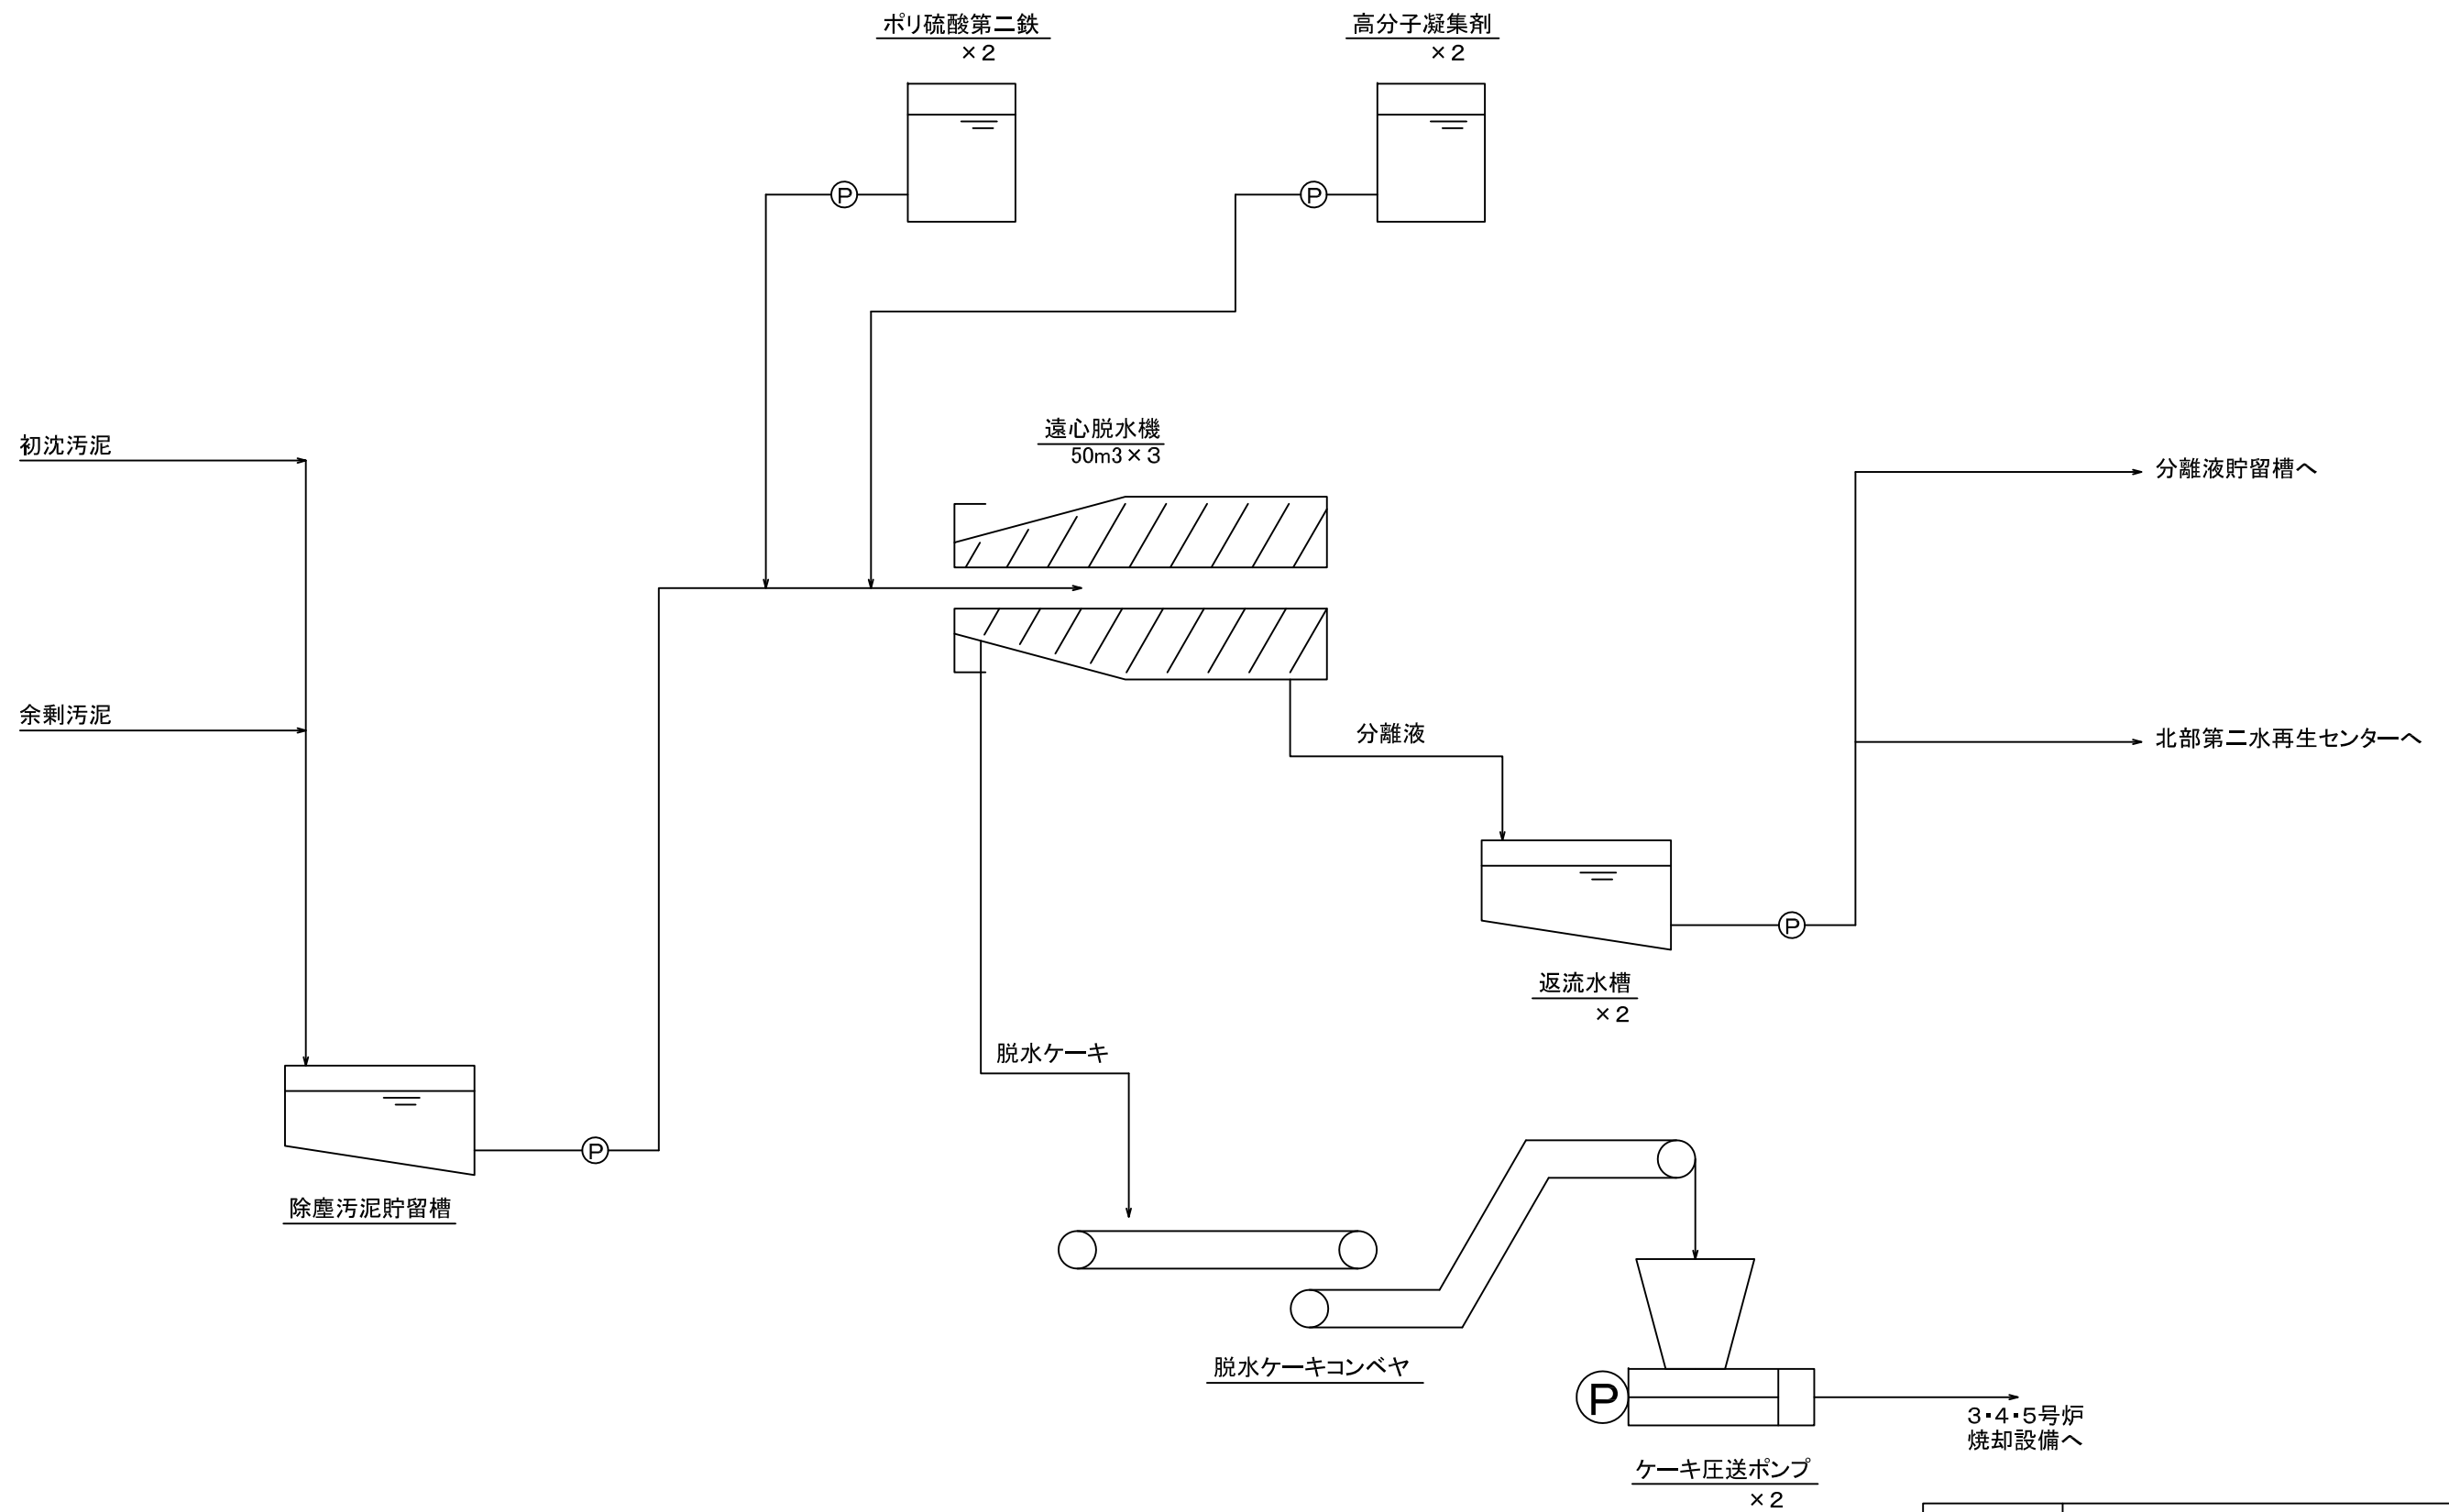 ポリ硫酸第二鉄
×2
高分子凝集剤
×2
P
P
遠心脱水機
50m3×3
初沈汚泥
分離液貯留槽へ
余剰汚泥
分離液
北部第二水再生センターへ
P
返流水槽
×2
脱水ケーキ
P
除塵汚泥貯留槽
脱水ケーキコンベヤ
P
3・4・5号炉
焼却設備へ
ケーキ圧送ポンプ
×2